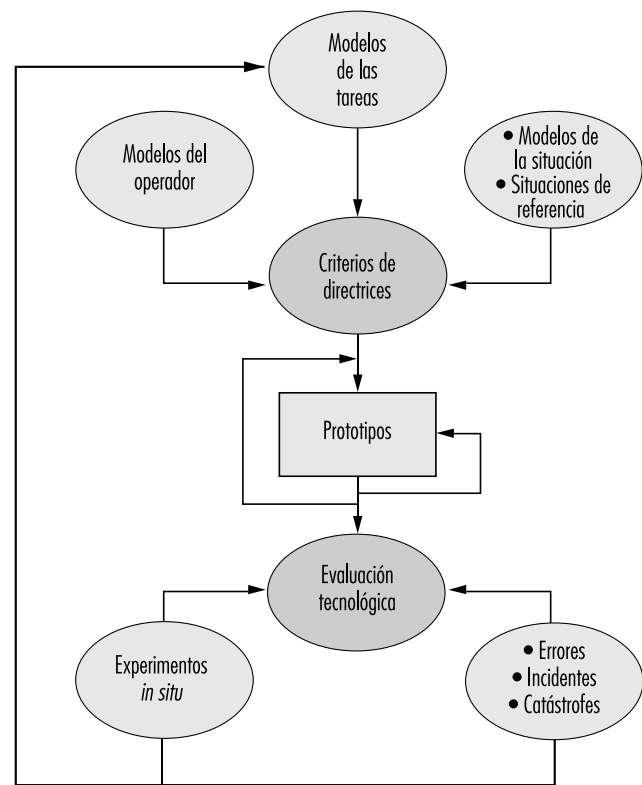 Modelos
de las
tareas
Modelos del
operador
● Modelos de
la situación
● Situaciones de
referencia
Criterios de
directrices
Prototipos
Evaluación
tecnológica
Experimentos
in situ
● Errores
● Incidentes
● Catástrofes